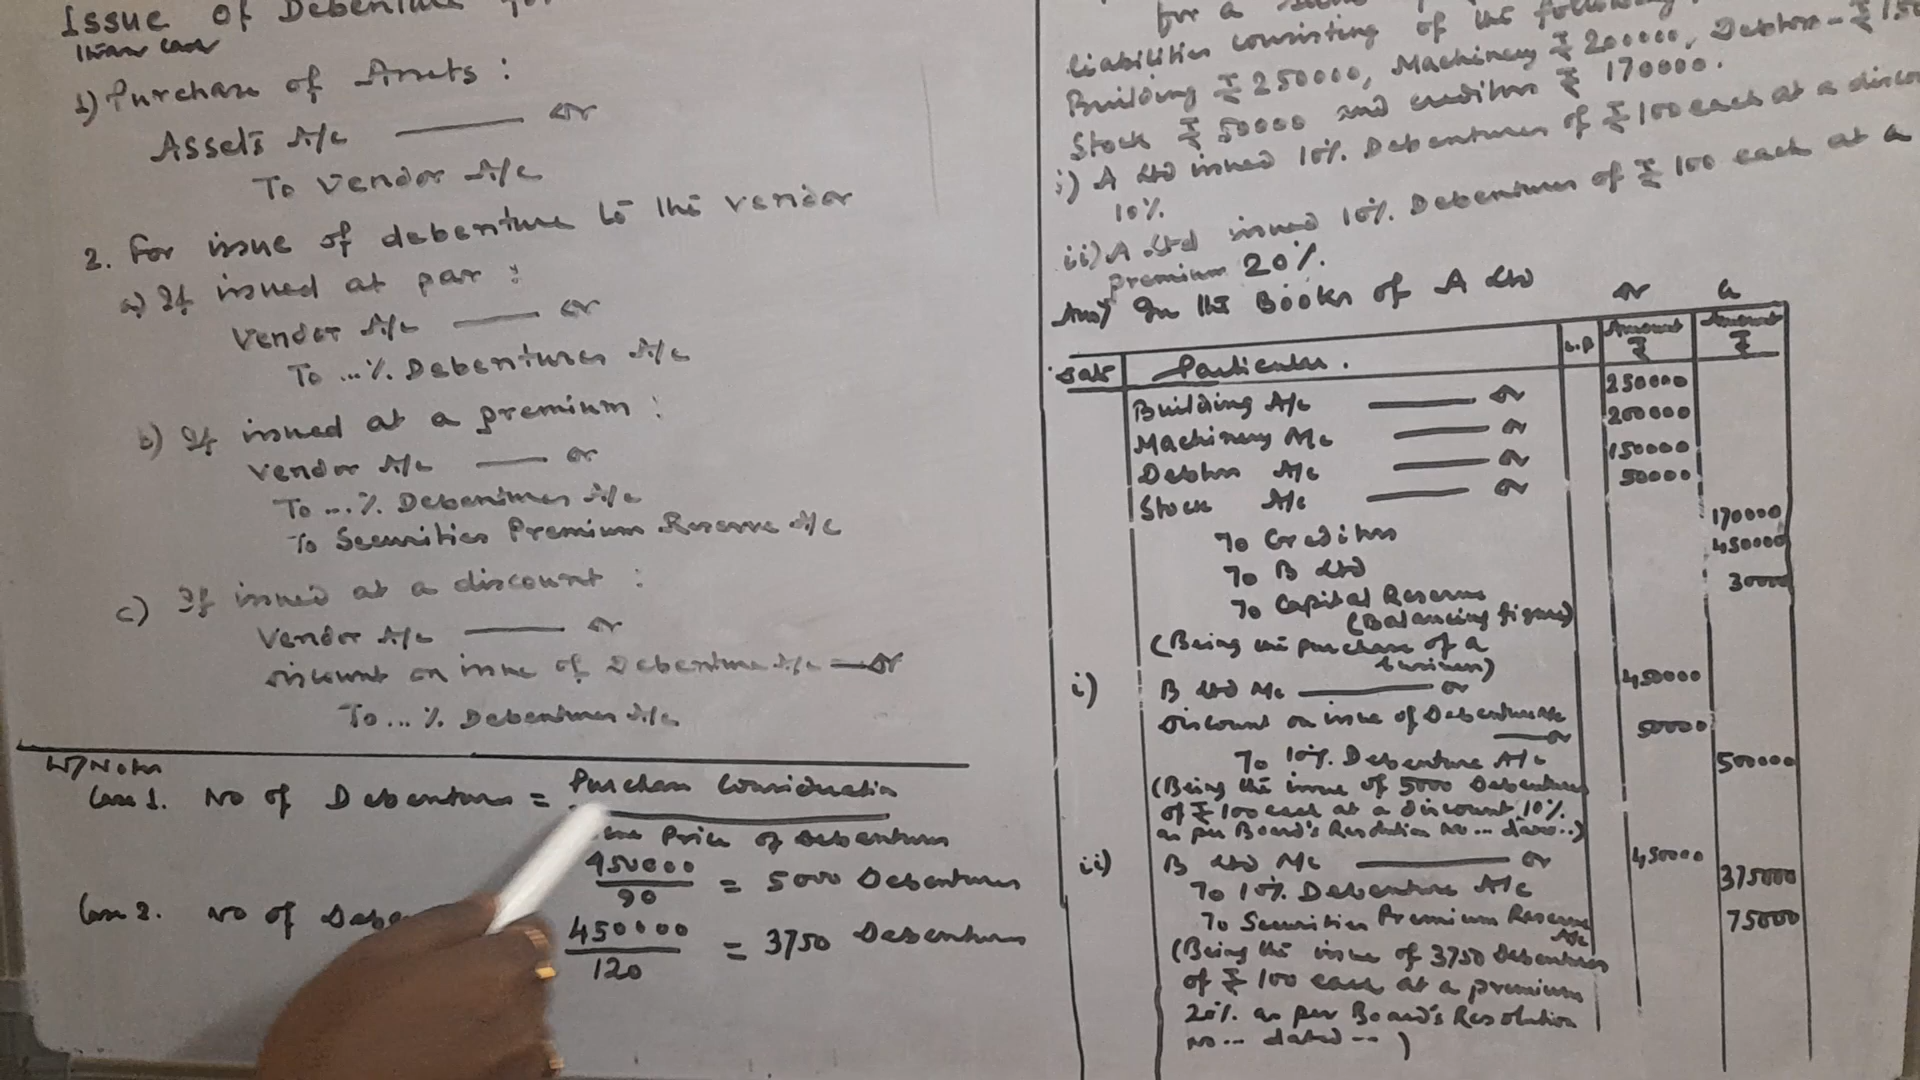 Issue of Debenture for
than cash
1) Purchase of Assets :
Assets A/c ——— Dr
To Vendor A/c
2. For issue of debenture to the vendor
a) If issued at par :
Vendor A/c —— Dr
To ...% Debentures A/c
b) If issued at a premium :
Vendor A/c —— Dr
To ...% Debentures A/c
To Securities Premium Reserve A/c
c) If issued at a discount :
Vendor A/c —— Dr
Discount on issue of Debenture A/c — Dr
To ...% Debentures A/c
W/Notes
Case 1. No of Debentures = Purchase Consideration
Price of Debentures
450000
90
= 5000 Debentures
Case 2. No of
450000
120
= 3750 Debentures
for a
liabilities consisting of the following
Building ₹ 250000, Machinery ₹ 200000, Debtors - ₹
Stock ₹ 50000 and creditors ₹ 170000.
i) A Ltd issued 10% Debentures of ₹ 100 each at a
10%.
ii) A Ltd issued 10% Debentures of ₹ 100 each at a
premium 20%.
Ans) In the Books of A Ltd
Dr
Date Particulars. L.F Amount ₹ Amount ₹
Building A/c —— Dr 250000
Machinery A/c —— Dr 200000
Debtors A/c —— Dr 150000
Stock A/c —— Dr 50000
To Creditors 170000
To B Ltd 450000
To Capital Reserve 30000
(Balancing figure)
(Being the purchase of a
business)
i) B Ltd A/c —— Dr 450000
Discount on issue of Debenture A/c
—— Dr 50000
To 10% Debenture A/c 500000
(Being the issue of 5000 Debentures
of ₹ 100 each at a discount 10%
as per Board's Resolution No... date..)
ii) B Ltd A/c ——— Dr 450000
To 10% Debenture A/c 375000
To Securities Premium Reserve
A/c 75000
(Being the issue of 3750 Debentures
of ₹ 100 each at a premium
20% as per Board's Resolution
No... dated --)